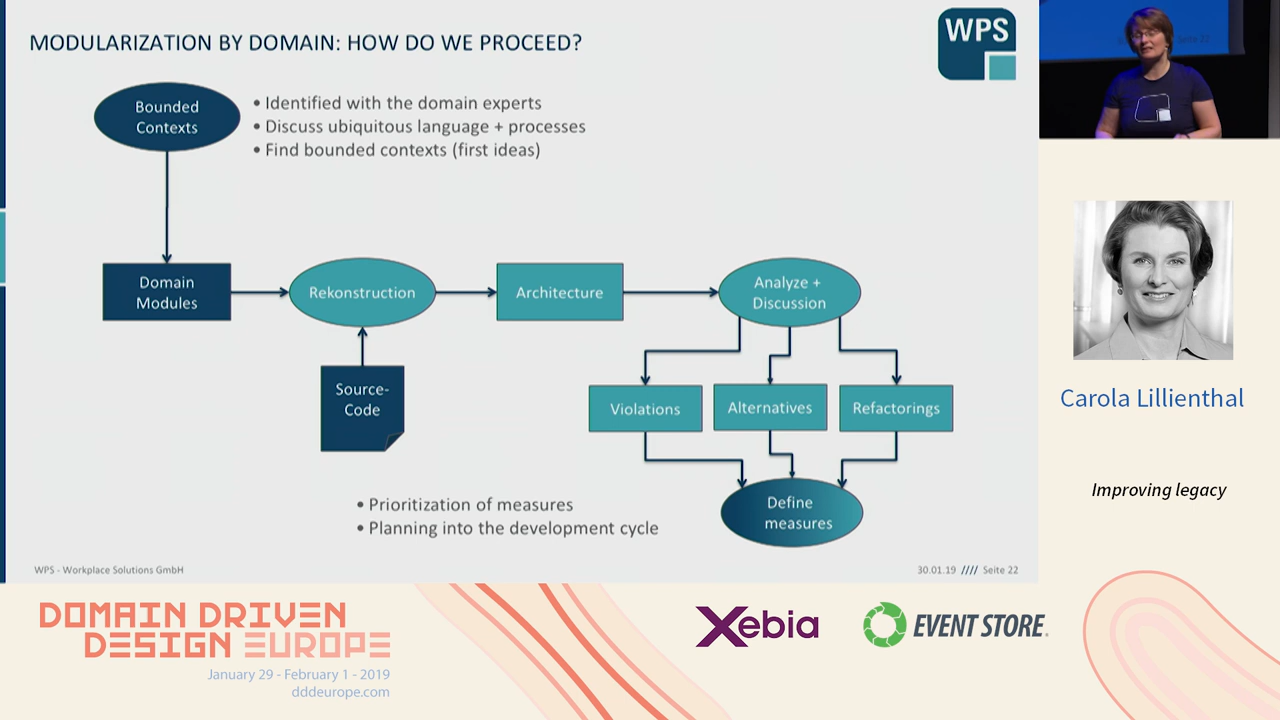 MODULARIZATION BY DOMAIN: HOW DO WE PROCEED?
WPS
Bounded
Contexts
• Identified with the domain experts
• Discuss ubiquitous language + processes
• Find bounded contexts (first ideas)
Domain
Modules
Rekonstruction
Architecture
Analyze +
Discussion
Source-
Code
Violations
Alternatives
Refactorings
• Prioritization of measures
• Planning into the development cycle
Define
measures
WPS - Workplace Solutions GmbH
30.01.19 //// Seite 22
Seite 22
Carola Lillienthal
Improving legacy
DOMAIN DRIVEN
DESIGN EUROPE
January 29 - February 1 - 2019
dddeurope.com
Xebia
EVENT STORE.